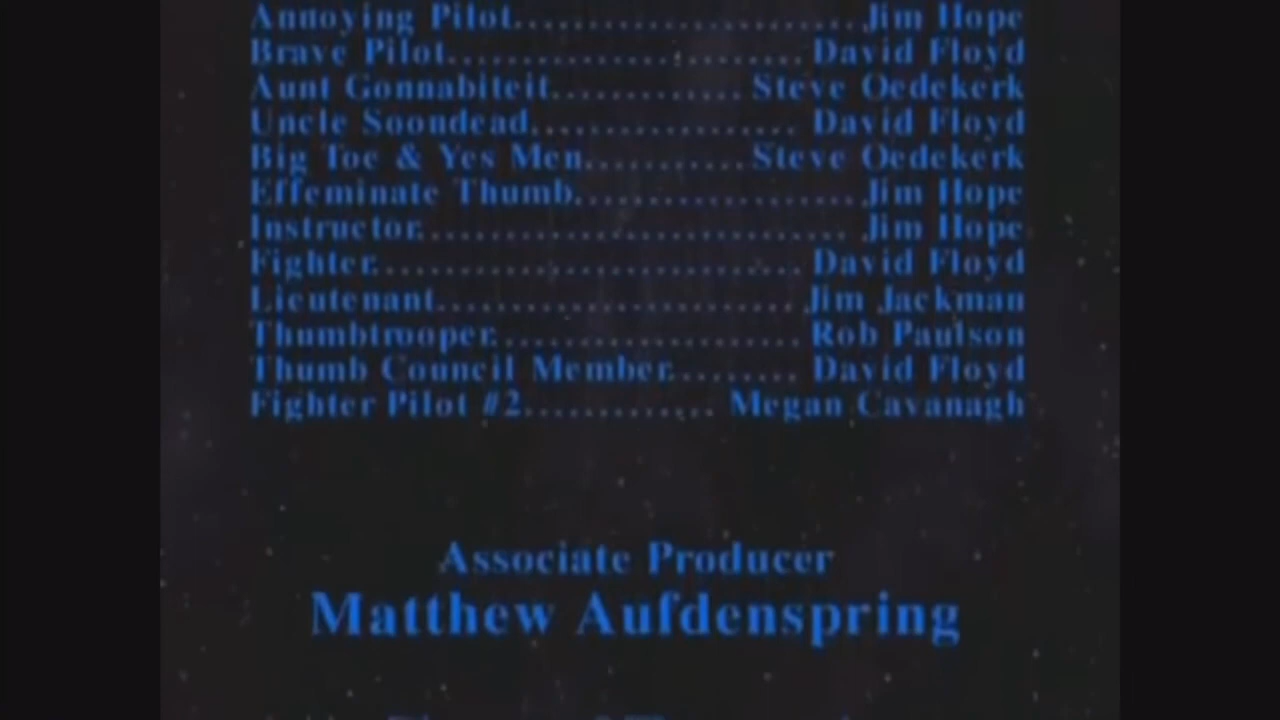 Annoying Pilot......................Jim Hope
Brave Pilot....................... David Floyd
Aunt Gonnabiteit............. Steve Oedekerk
Uncle Soondead.................. David Floyd
Big Toe & Yes Men...........Steve Oedekerk
Effeminate Thumb...................Jim Hope
Instructor............................ Jim Hope
Fighter............................ David Floyd
Lieutenant....................... Jim Jackman
Thumbtrooper.................... Rob Paulson
Thumb Council Member......... David Floyd
Fighter Pilot #2............. Megan Cavanagh
Associate Producer
Matthew Aufdenspring